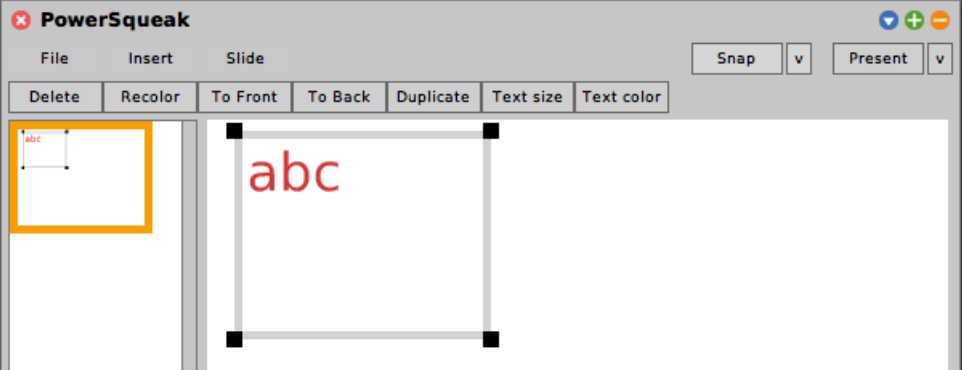 PowerSqueak
File Insert Slide Snap v Present v
Delete Recolor To Front To Back Duplicate Text size Text color
abc
abc